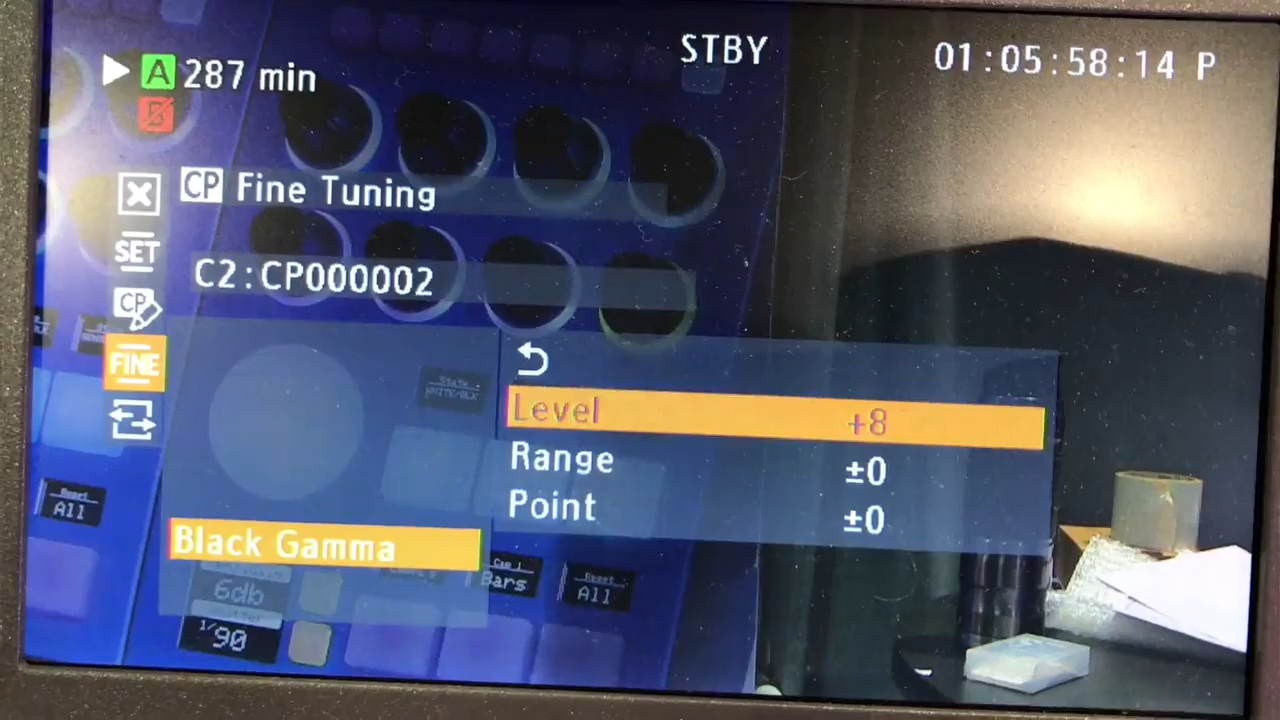 STBY
01:05:58:14 P
A 287 min
B
CP Fine Tuning
SET
C2:CP000002
CP
FINE
Level +8
Range ±0
Point ±0
Black Gamma
Reset
All
Bars
Reset
All
6db
1/90